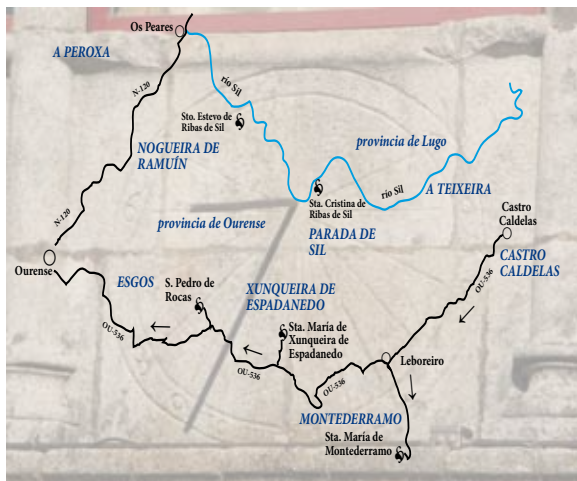 Os Peares
A PEROXA
N-120
río Sil
Sto. Estevo de
Ribas de Sil
NOGUEIRA DE
RAMUÍN
provincia de Lugo
río Sil
A TEIXEIRA
Sta. Cristina de
Ribas de Sil
Castro
Caldelas
N-120
provincia de Ourense
PARADA DE
SIL
CASTRO
CALDELAS
Ourense
ESGOS
S. Pedro de
Rocas
XUNQUEIRA DE
ESPADANEDO
OU-536
Sta. María de
Xunqueira de
Espadanedo
OU-536
Leboreiro
OU-536
OU-536
MONTEDERRAMO
Sta. María de
Montederramo